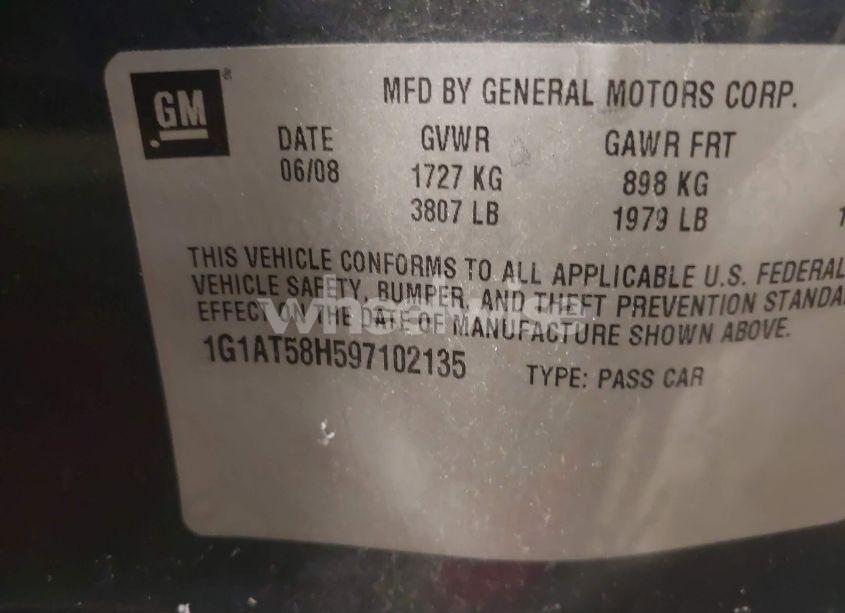 GM
MFD BY GENERAL MOTORS CORP.
DATE GVWR GAWR FRT
06/08 1727 KG 898 KG
3807 LB 1979 LB
THIS VEHICLE CONFORMS TO ALL APPLICABLE U.S. FEDERAL
VEHICLE SAFETY, BUMPER, AND THEFT PREVENTION STANDA
EFFECT ON THE DATE OF MANUFACTURE SHOWN ABOVE.
1G1AT58H597102135 TYPE: PASS CAR